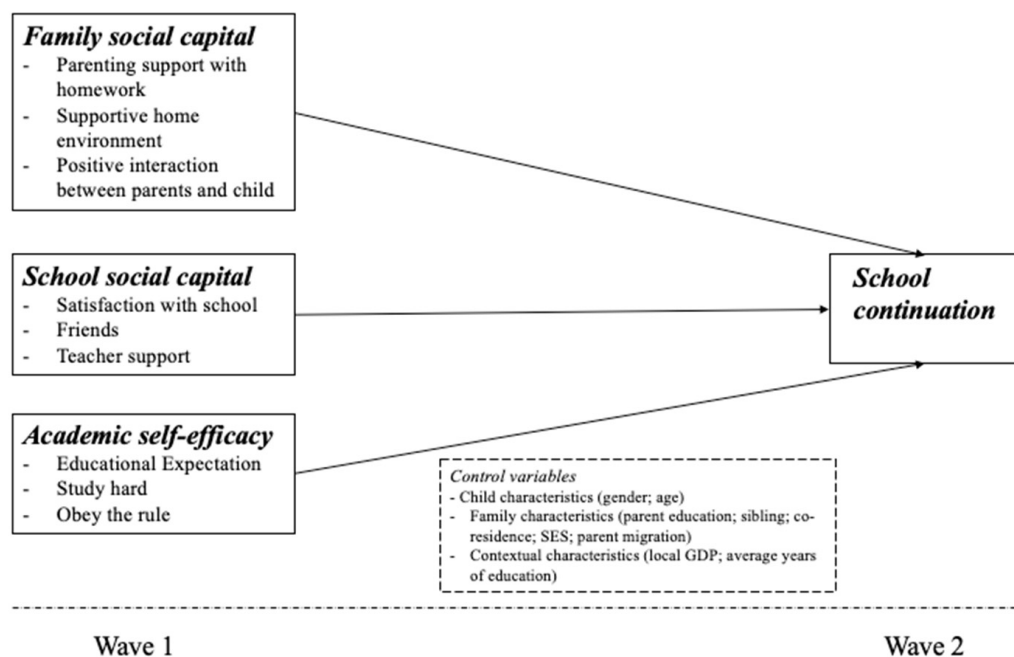 Family social capital
- Parenting support with
homework
- Supportive home
environment
- Positive interaction
between parents and child
School social capital
- Satisfaction with school
- Friends
- Teacher support
Academic self-efficacy
- Educational Expectation
- Study hard
- Obey the rule
School
continuation
Control variables
- Child characteristics (gender; age)
- Family characteristics (parent education; sibling; co-
residence; SES; parent migration)
- Contextual characteristics (local GDP; average years
of education)
Wave 1
Wave 2